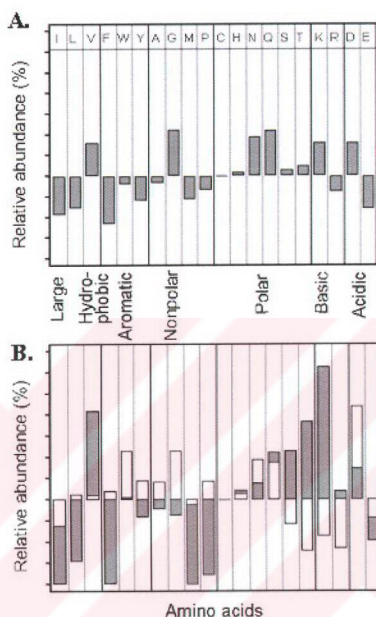 A.
I L V F W Y A G M P C H N Q S T K R D E
Relative abundance (%)
Large
Hydro-
phobic
Aromatic
Nonpolar
Polar
Basic
Acidic
B.
Relative abundance (%)
Amino acids